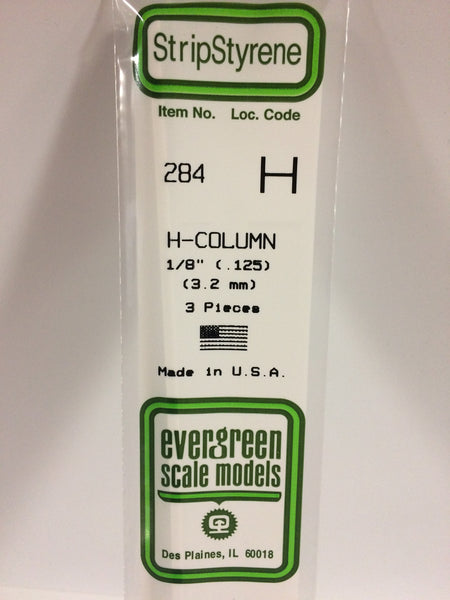 StripStyrene
Item No. Loc. Code
284 H
H-COLUMN
1/8" (.125)
(3.2 mm)
3 Pieces
Made in U.S.A.
evergreen
scale models
Des Plaines, IL 60018